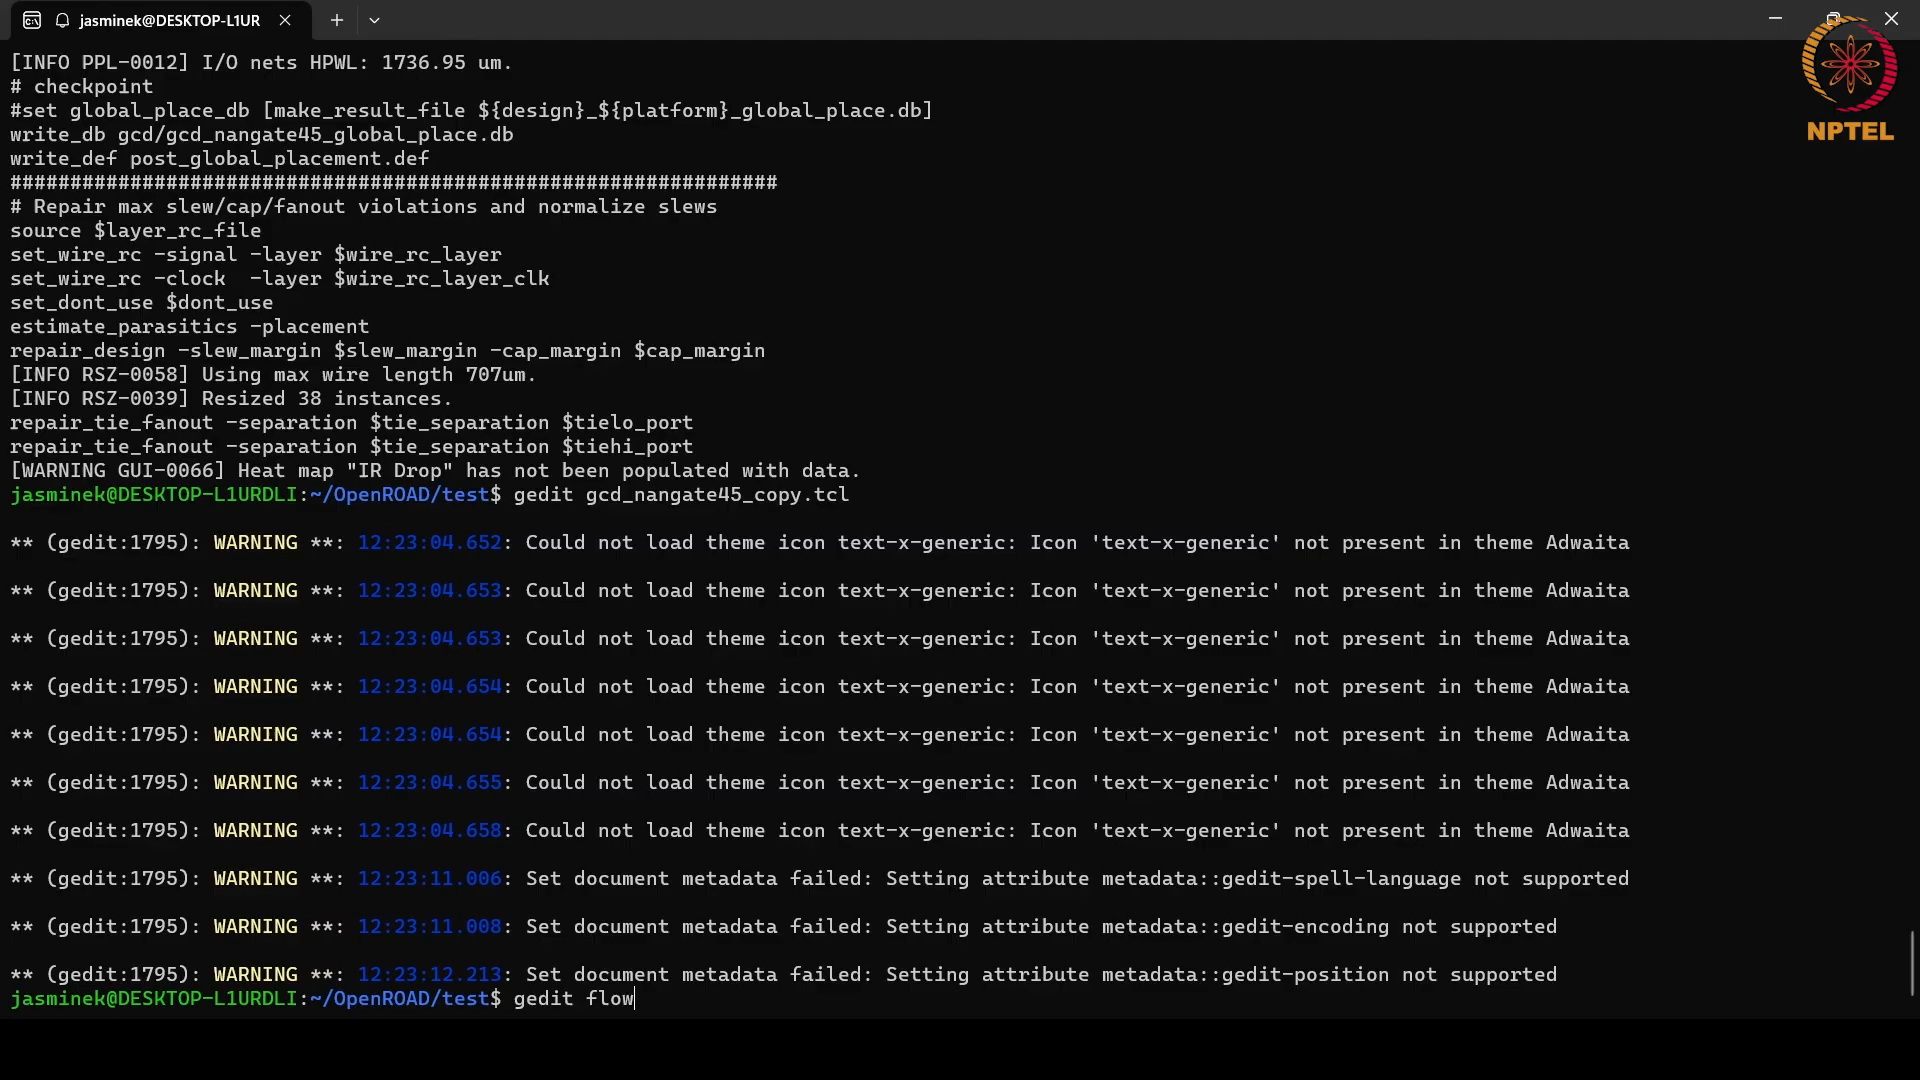 jasminek@DESKTOP-L1UR
[INFO PPL-0012] I/O nets HPWL: 1736.95 um.
# checkpoint
#set global_place_db [make_result_file ${design}_${platform}_global_place.db]
write_db gcd/gcd_nangate45_global_place.db
write_def post_global_placement.def
################################################################
# Repair max slew/cap/fanout violations and normalize slews
source $layer_rc_file
set_wire_rc -signal -layer $wire_rc_layer
set_wire_rc -clock  -layer $wire_rc_layer_clk
set_dont_use $dont_use
estimate_parasitics -placement
repair_design -slew_margin $slew_margin -cap_margin $cap_margin
[INFO RSZ-0058] Using max wire length 707um.
[INFO RSZ-0039] Resized 38 instances.
repair_tie_fanout -separation $tie_separation $tielo_port
repair_tie_fanout -separation $tie_separation $tiehi_port
[WARNING GUI-0066] Heat map "IR Drop" has not been populated with data.
jasminek@DESKTOP-L1URDLI:~/OpenROAD/test$ gedit gcd_nangate45_copy.tcl
** (gedit:1795): WARNING **: 12:23:04.652: Could not load theme icon text-x-generic: Icon 'text-x-generic' not present in theme Adwaita
** (gedit:1795): WARNING **: 12:23:04.653: Could not load theme icon text-x-generic: Icon 'text-x-generic' not present in theme Adwaita
** (gedit:1795): WARNING **: 12:23:04.653: Could not load theme icon text-x-generic: Icon 'text-x-generic' not present in theme Adwaita
** (gedit:1795): WARNING **: 12:23:04.654: Could not load theme icon text-x-generic: Icon 'text-x-generic' not present in theme Adwaita
** (gedit:1795): WARNING **: 12:23:04.654: Could not load theme icon text-x-generic: Icon 'text-x-generic' not present in theme Adwaita
** (gedit:1795): WARNING **: 12:23:04.655: Could not load theme icon text-x-generic: Icon 'text-x-generic' not present in theme Adwaita
** (gedit:1795): WARNING **: 12:23:04.658: Could not load theme icon text-x-generic: Icon 'text-x-generic' not present in theme Adwaita
** (gedit:1795): WARNING **: 12:23:11.006: Set document metadata failed: Setting attribute metadata::gedit-spell-language not supported
** (gedit:1795): WARNING **: 12:23:11.008: Set document metadata failed: Setting attribute metadata::gedit-encoding not supported
** (gedit:1795): WARNING **: 12:23:12.213: Set document metadata failed: Setting attribute metadata::gedit-position not supported
jasminek@DESKTOP-L1URDLI:~/OpenROAD/test$ gedit flow
NPTEL